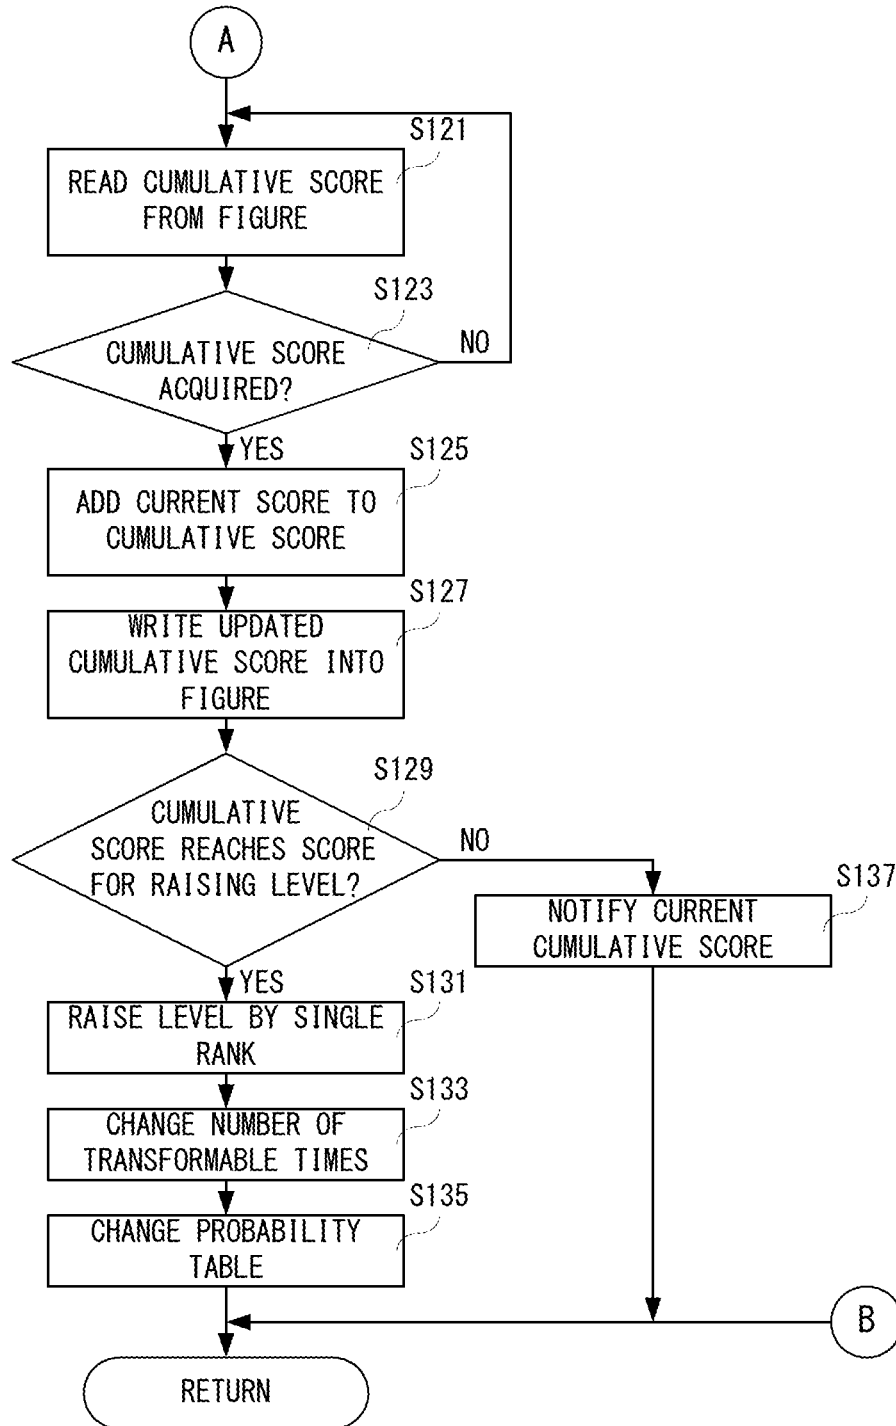 A
S121
READ CUMULATIVE SCORE
FROM FIGURE
S123
CUMULATIVE SCORE
ACQUIRED?
NO
YES
S125
ADD CURRENT SCORE TO
CUMULATIVE SCORE
S127
WRITE UPDATED
CUMULATIVE SCORE INTO
FIGURE
S129
CUMULATIVE
SCORE REACHES SCORE
FOR RAISING LEVEL?
NO
S137
NOTIFY CURRENT
CUMULATIVE SCORE
YES
S131
RAISE LEVEL BY SINGLE
RANK
S133
CHANGE NUMBER OF
TRANSFORMABLE TIMES
S135
CHANGE PROBABILITY
TABLE
B
RETURN